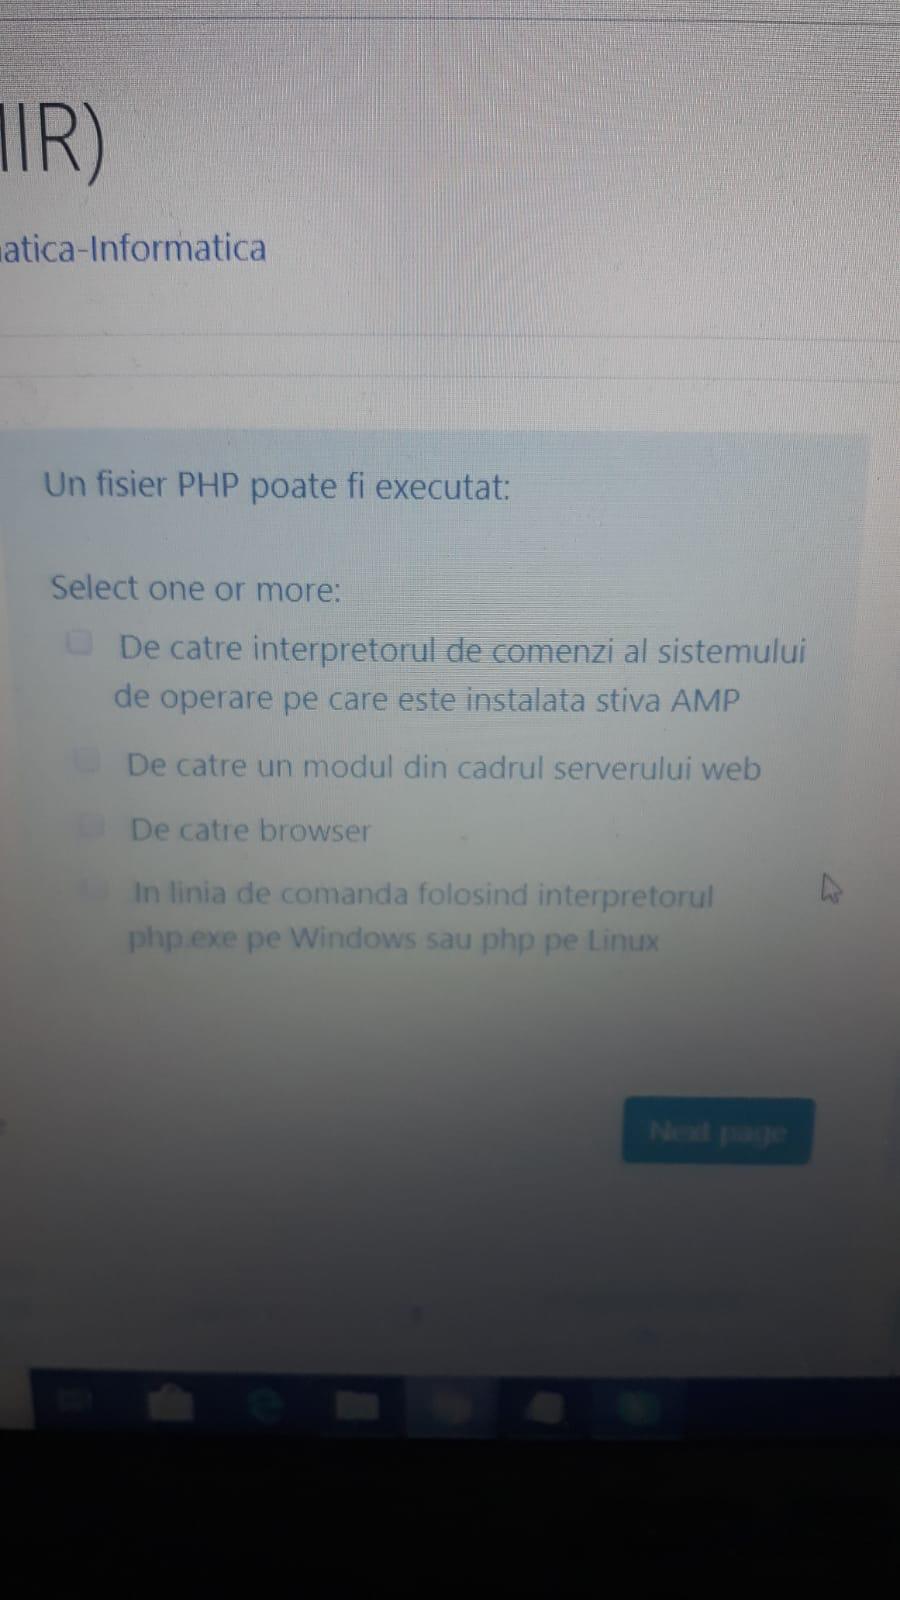 IIR)
atica-Informatica
Un fisier PHP poate fi executat:
Select one or more:
De catre interpretorul de comenzi al sistemului
de operare pe care este instalata stiva AMP
De catre un modul din cadrul serverului web
De catre browser
In linia de comanda folosind interpretorul
php.exe pe Windows sau php pe Linux
Next page